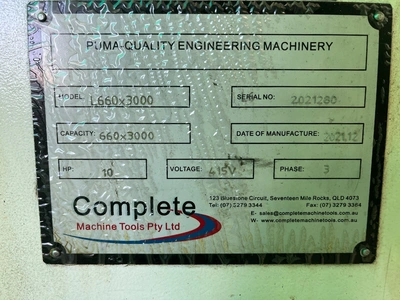 PUMA-QUALITY ENGINEERING MACHINERY
MODEL: L660x3000 SERIAL NO: 2021280
CAPACITY: 660x3000 DATE OF MANUFACTURE: 2021.12
HP: 10 VOLTAGE: 415V PHASE: 3
Complete
Machine Tools Pty Ltd
123 Bluestone Circuit, Seventeen Mile Rocks, QLD 4073
Tel: (07) 3279 3344 Fax: (07) 3279 3364
E- sales@completemachinetools.com.au
W- www.completemachinetools.com.au